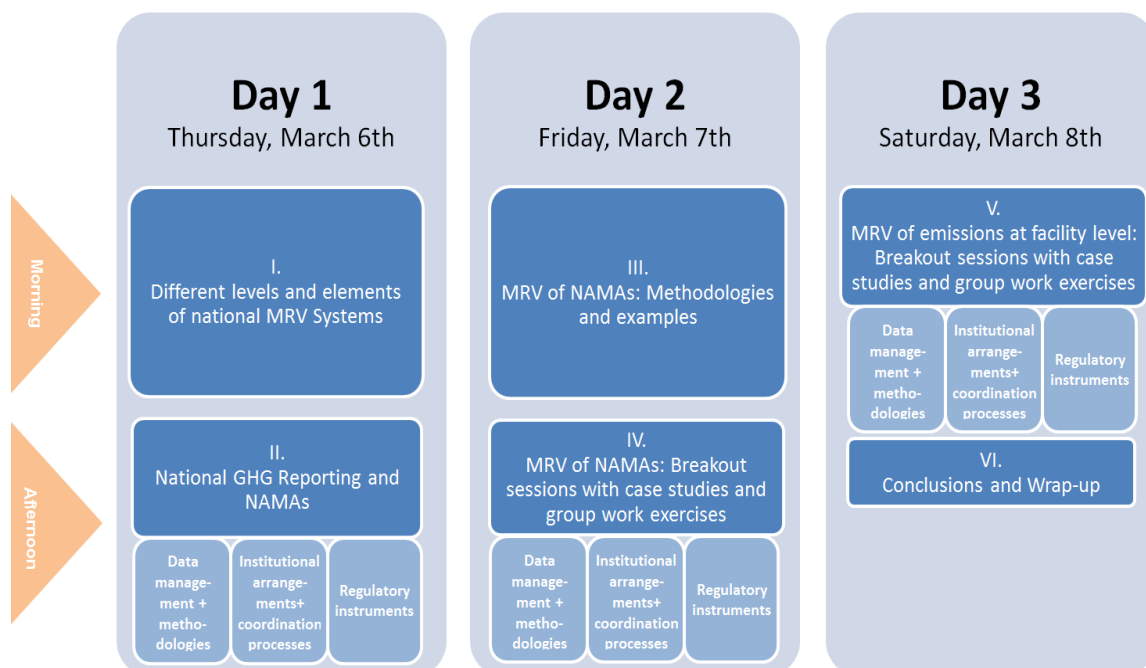 Day 1
Thursday, March 6th
Day 2
Friday, March 7th
Day 3
Saturday, March 8th
Morning
I.
Different levels and elements
of national MRV Systems
III.
MRV of NAMAs: Methodologies
and examples
V.
MRV of emissions at facility level:
Breakout sessions with case
studies and group work exercises
Data
manage-
ment +
metho-
dologies
Institutional
arrange-
ments+
coordination
processes
Regulatory
instruments
Afternoon
II.
National GHG Reporting and
NAMAs
Data
manage-
ment +
metho-
dologies
Institutional
arrange-
ments+
coordination
processes
Regulatory
instruments
IV.
MRV of NAMAs: Breakout
sessions with case studies and
group work exercises
Data
manage-
ment +
metho-
dologies
Institutional
arrange-
ments+
coordination
processes
Regulatory
instruments
VI.
Conclusions and Wrap-up